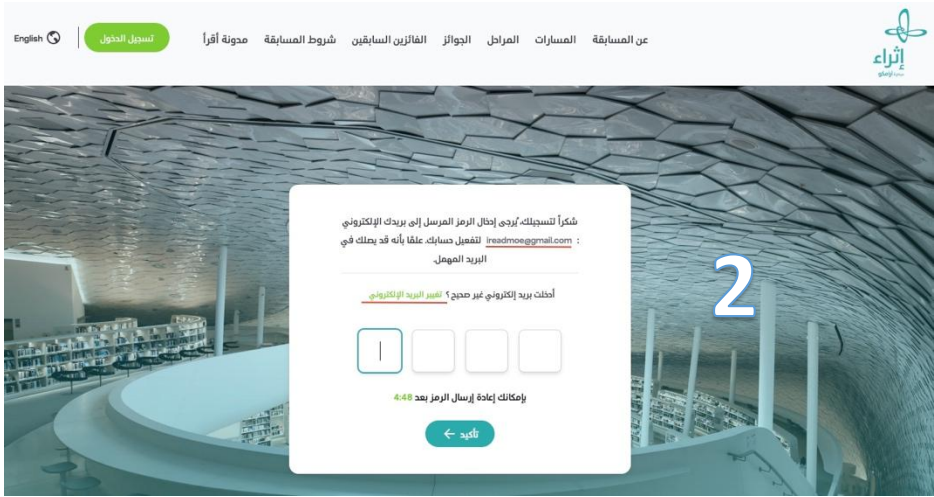 عن المسابقة
المسارات
المراحل
الجوائز
الفائزين السابقين
شروط المسابقة
مدونة أقرأ
تسجيل الدخول
English
إثراء
شكراً لتسجيلك، يُرجى إدخال الرمز المرسل إلى بريدك الإلكتروني
: ireadmoe@gmail.com لتفعيل حسابك. علمًا بأنه قد يصلك في
البريد المهمل.
أدخلت بريد إلكتروني غير صحيح؟ تغيير البريد الإلكتروني
بإمكانك إعادة إرسال الرمز بعد 4:48
تأكيد ←
2